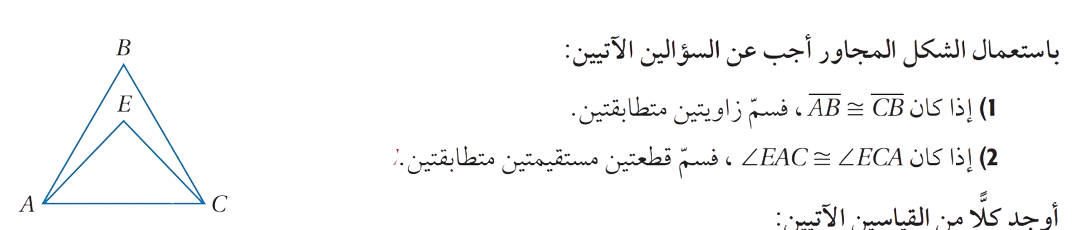 باستعمال الشكل المجاور أجب عن السؤالين الآتيين:
B
E
A
C
1) إذا كان AB ≅ CB ، فسمّ زاويتين متطابقتين.
2) إذا كان ∠EAC ≅ ∠ECA ، فسمّ قطعتين مستقيمتين متطابقتين.
أوجد كلًّا من القياسين الآتيين: